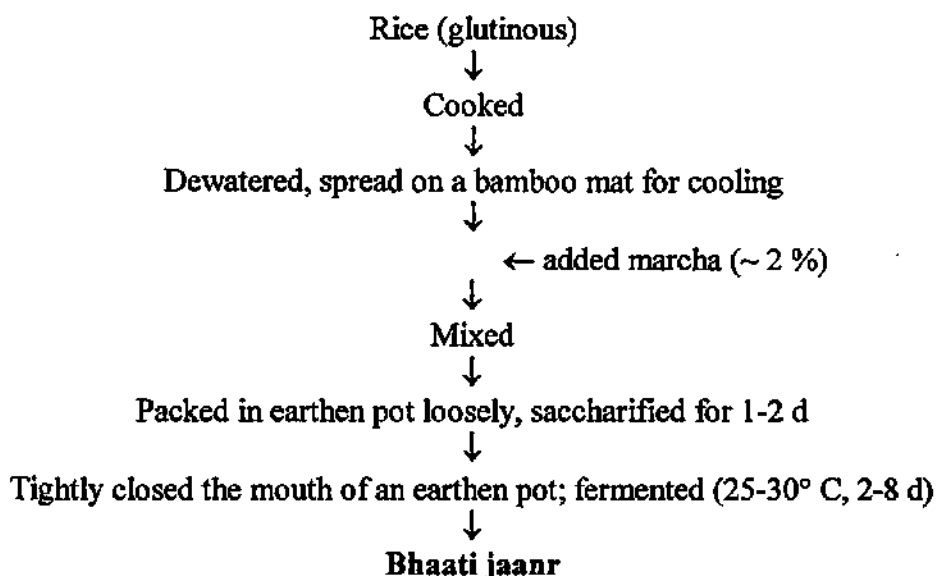 Rice (glutinous)
↓
Cooked
↓
Dewatered, spread on a bamboo mat for cooling
↓
← added marcha (~ 2 %)
↓
Mixed
↓
Packed in earthen pot loosely, saccharified for 1-2 d
↓
Tightly closed the mouth of an earthen pot; fermented (25-30° C, 2-8 d)
↓
Bhaati jaanr